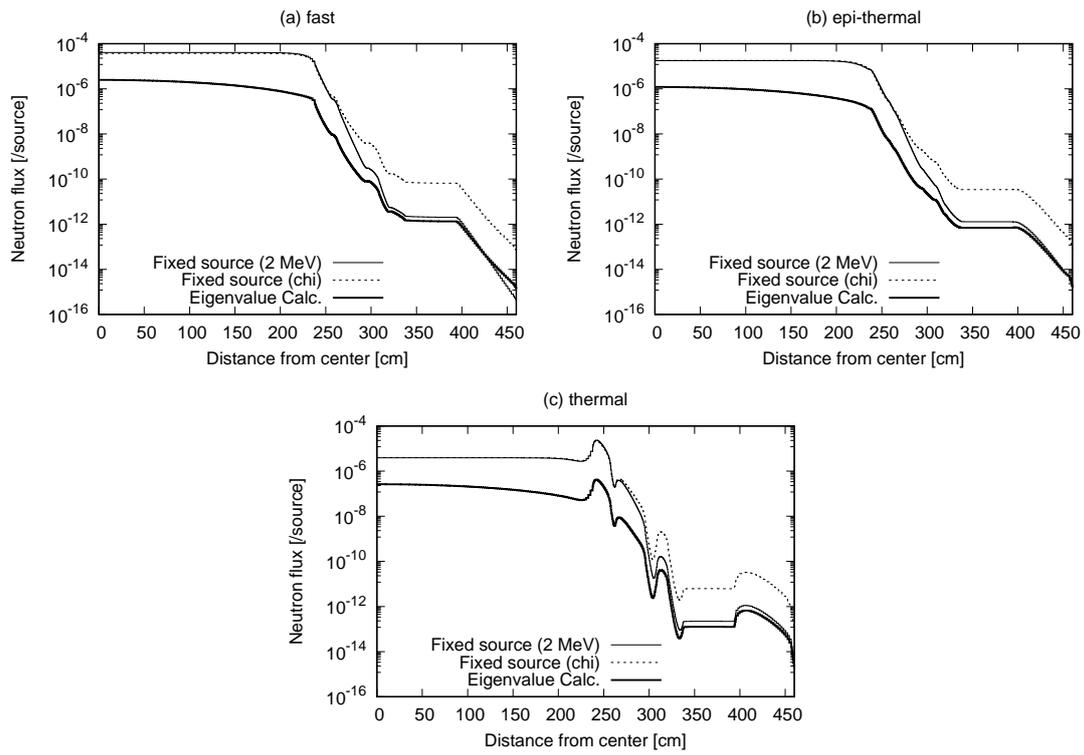 (a) fast
Neutron flux [/source]
10-4
10-6
10-8
10-10
10-12
10-14
10-16
Fixed source (2 MeV)
Fixed source (chi)
Eigenvalue Calc.
0 50 100 150 200 250 300 350 400 450
Distance from center [cm]
(b) epi-thermal
Neutron flux [/source]
10-4
10-6
10-8
10-10
10-12
10-14
10-16
Fixed source (2 MeV)
Fixed source (chi)
Eigenvalue Calc.
0 50 100 150 200 250 300 350 400 450
Distance from center [cm]
(c) thermal
Neutron flux [/source]
10-4
10-6
10-8
10-10
10-12
10-14
10-16
Fixed source (2 MeV)
Fixed source (chi)
Eigenvalue Calc.
0 50 100 150 200 250 300 350 400 450
Distance from center [cm]